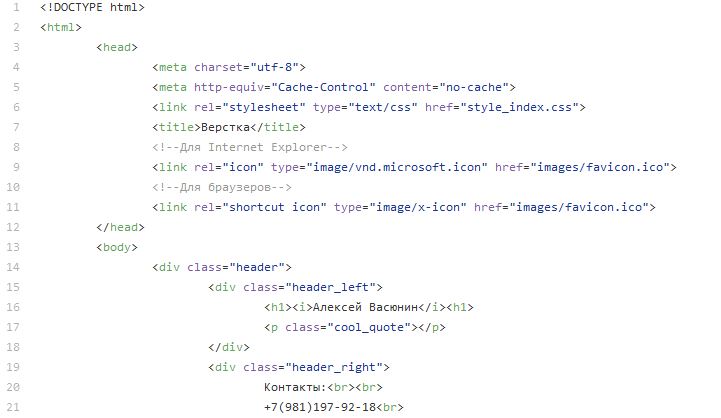 1 <!DOCTYPE html>
2 <html>
3 <head>
4 <meta charset="utf-8">
5 <meta http-equiv="Cache-Control" content="no-cache">
6 <link rel="stylesheet" type="text/css" href="style_index.css">
7 <title>Верстка</title>
8 <!--Для Internet Explorer-->
9 <link rel="icon" type="image/vnd.microsoft.icon" href="images/favicon.ico">
10 <!--Для браузеров-->
11 <link rel="shortcut icon" type="image/x-icon" href="images/favicon.ico">
12 </head>
13 <body>
14 <div class="header">
15 <div class="header_left">
16 <h1><i>Алексей Васюнин</i><h1>
17 <p class="cool_quote"></p>
18 </div>
19 <div class="header_right">
20 Контакты:<br><br>
21 +7(981)197-92-18<br>